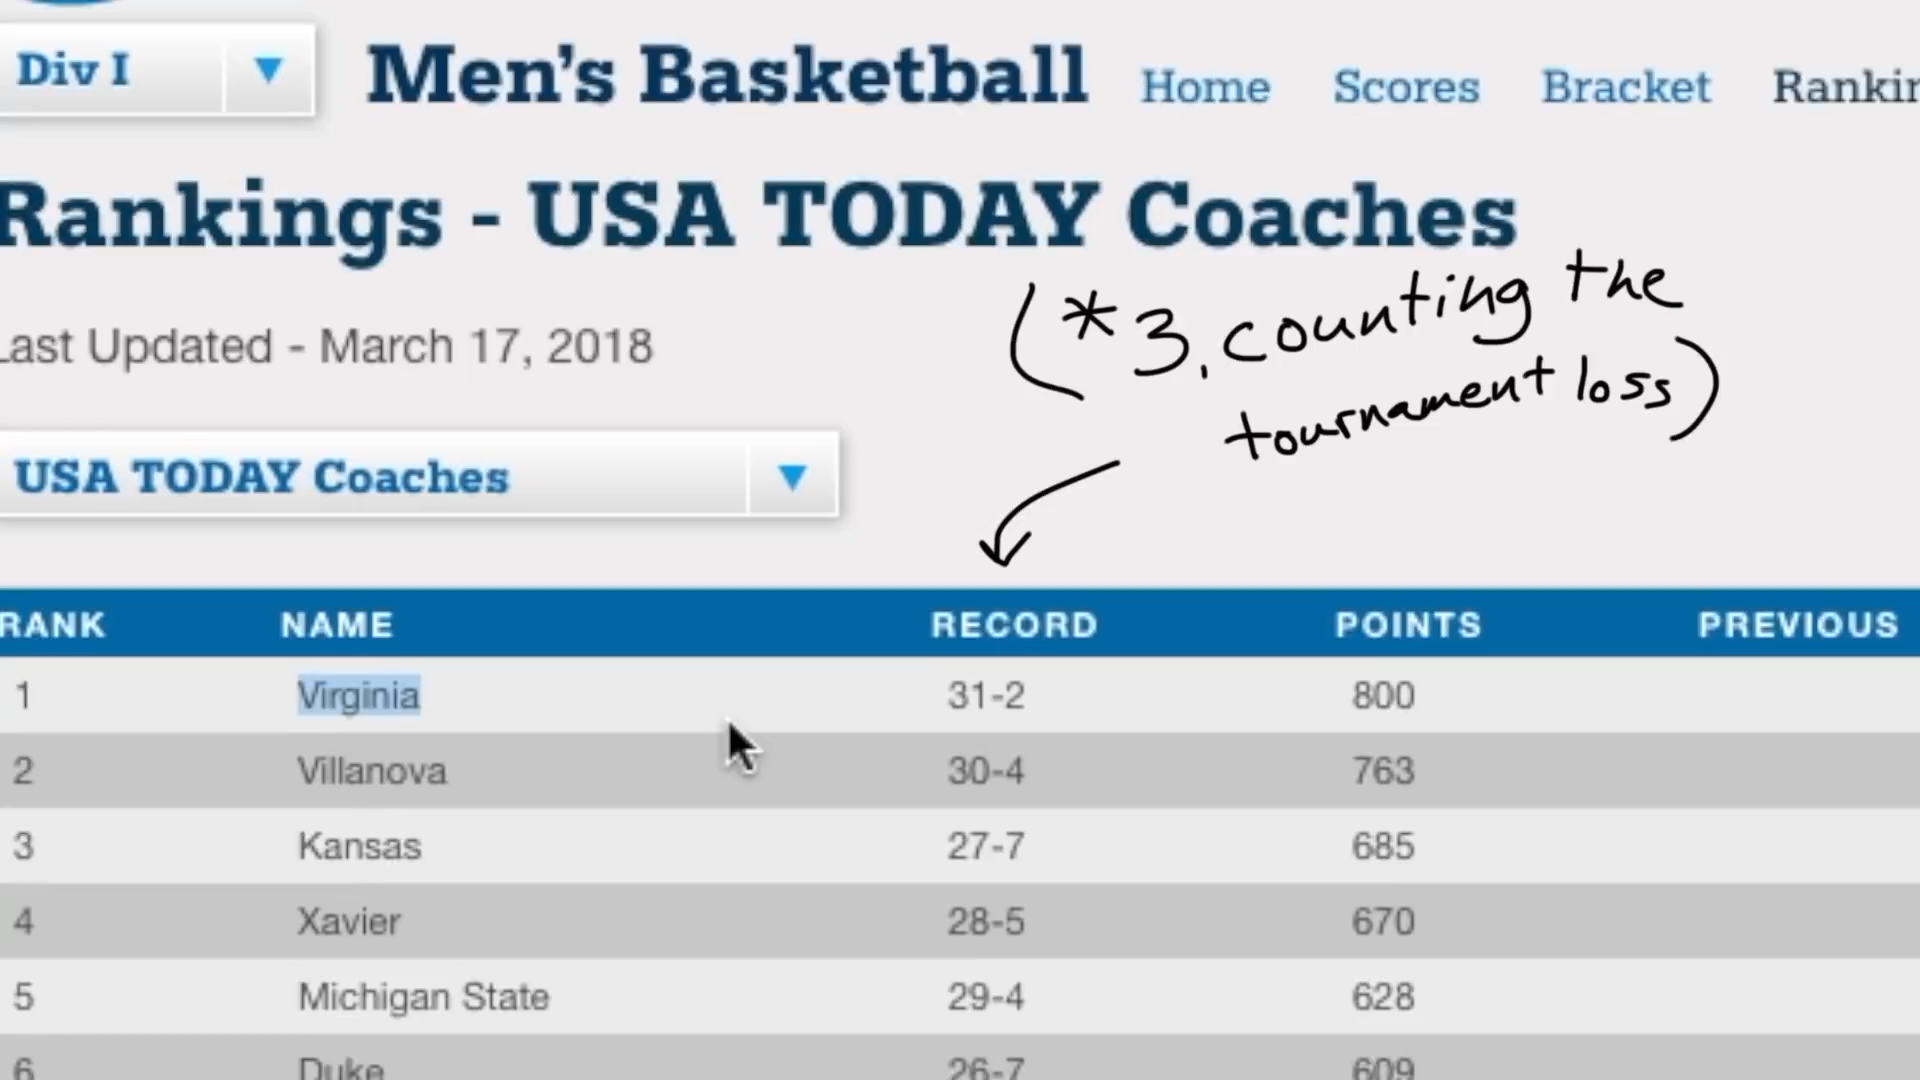 Div I
Men's Basketball
Home Scores Bracket
Rankings - USA TODAY Coaches
(*3, counting the
tournament loss)
Last Updated - March 17, 2018
USA TODAY Coaches
RANK NAME RECORD POINTS PREVIOUS
1 Virginia 31-2 800
2 Villanova 30-4 763
3 Kansas 27-7 685
4 Xavier 28-5 670
5 Michigan State 29-4 628
6 Duke 26-7 609